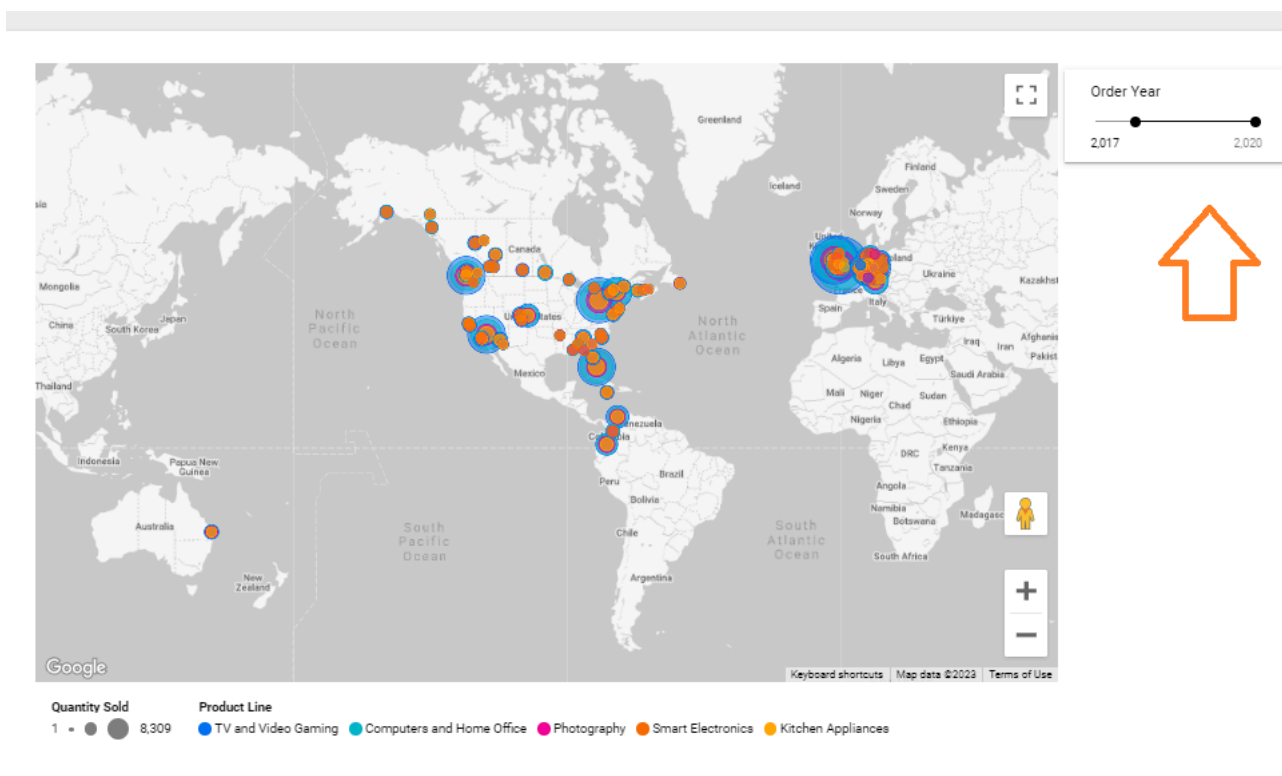 Order Year
2,017 2,020
Greenland
Iceland
Finland
Sweden
Norway
Canada
Ukraine
Kazakhst
Mongolia
Italy
Spain
Türkiye
China
South Korea
Japan
North
Pacific
Ocean
North
Atlantic
Ocean
Iraq
Iran
Afghanis
Pakist
Algeria
Libya
Egypt
Saudi Arabia
Mexico
Thailand
Mali
Niger
Chad
Sudan
Nigeria
Ethiopia
Indonesia
Papua New
Guinea
DRC
Kenya
Tanzania
Peru
Brazil
Angola
Bolivia
Namibia
Botswana
Madagasc
Australia
South
Pacific
Ocean
Chile
South
Atlantic
Ocean
South Africa
New
Zealand
Argentina
Google
Keyboard shortcuts Map data ©2023 Terms of Use
Quantity Sold Product Line
1 8,309 TV and Video Gaming Computers and Home Office Photography Smart Electronics Kitchen Appliances